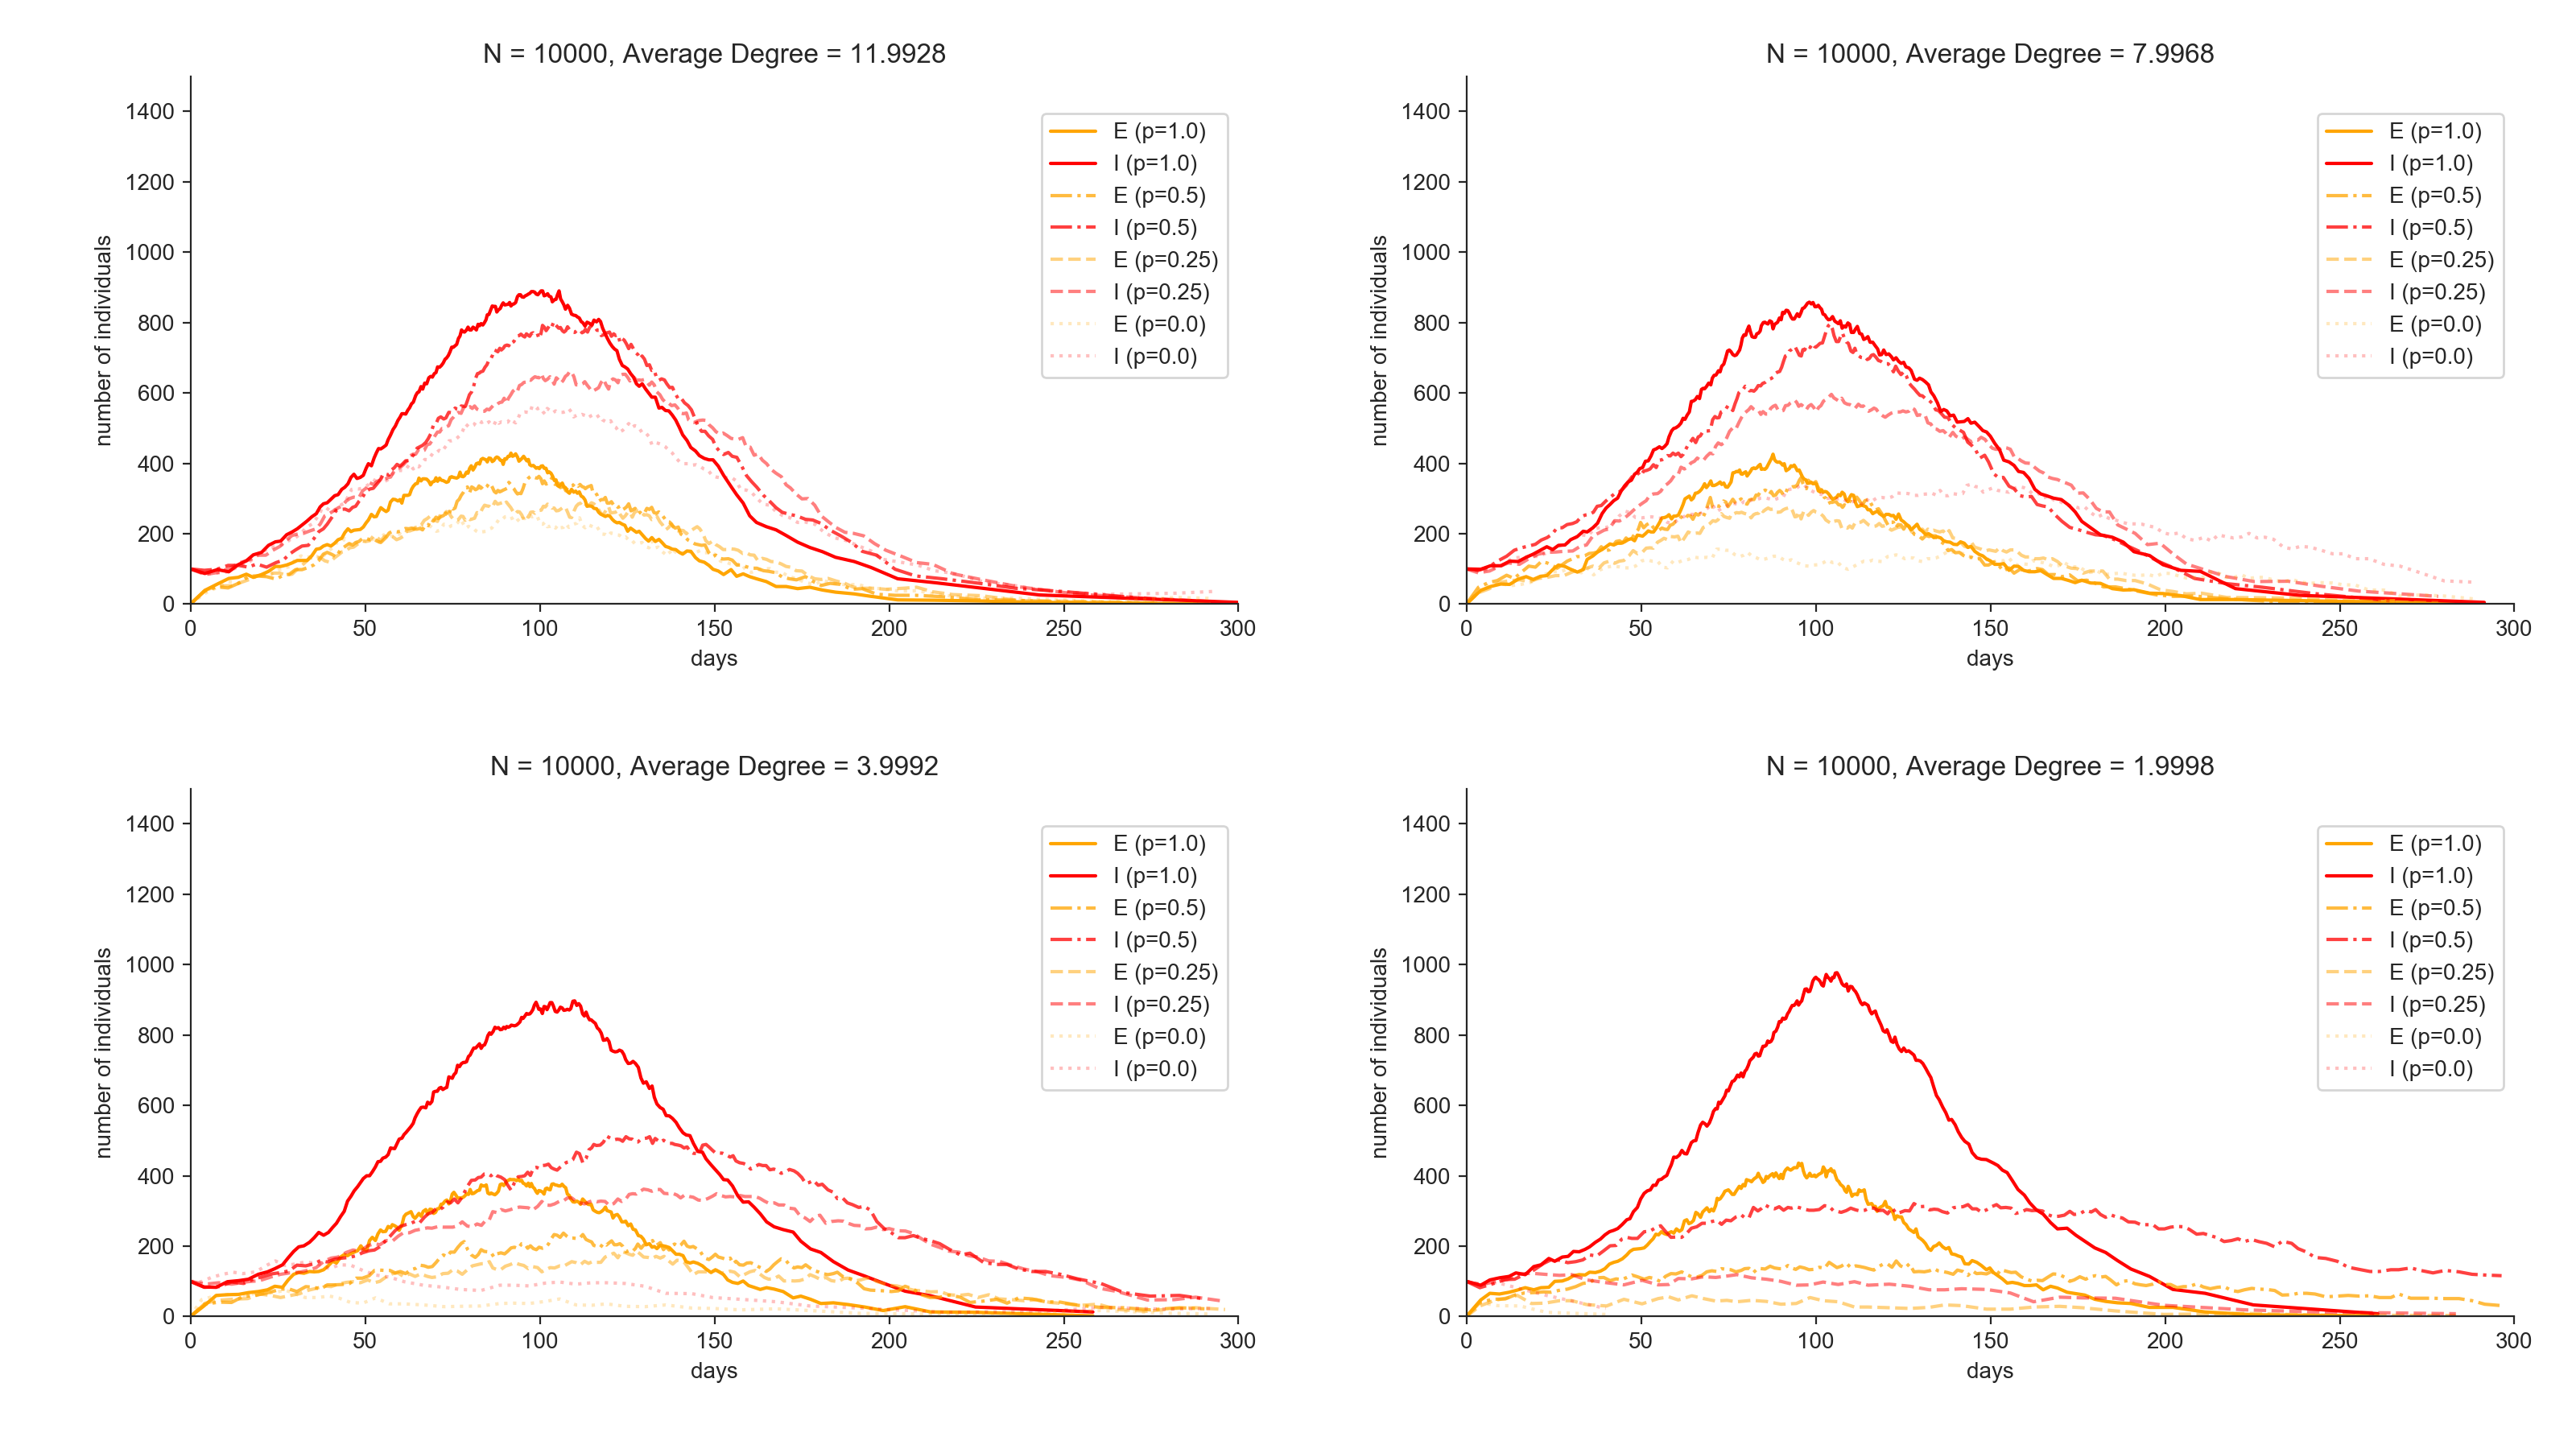 N = 10000, Average Degree = 11.9928
1400
1200
1000
800
600
400
200
0
number of individuals
0 50 100 150 200 250 300
days
E (p=1.0)
I (p=1.0)
E (p=0.5)
I (p=0.5)
E (p=0.25)
I (p=0.25)
E (p=0.0)
I (p=0.0)
N = 10000, Average Degree = 7.9968
1400
1200
1000
800
600
400
200
0
number of individuals
0 50 100 150 200 250 300
days
E (p=1.0)
I (p=1.0)
E (p=0.5)
I (p=0.5)
E (p=0.25)
I (p=0.25)
E (p=0.0)
I (p=0.0)
N = 10000, Average Degree = 3.9992
1400
1200
1000
800
600
400
200
0
number of individuals
0 50 100 150 200 250 300
days
E (p=1.0)
I (p=1.0)
E (p=0.5)
I (p=0.5)
E (p=0.25)
I (p=0.25)
E (p=0.0)
I (p=0.0)
N = 10000, Average Degree = 1.9998
1400
1200
1000
800
600
400
200
0
number of individuals
0 50 100 150 200 250 300
days
E (p=1.0)
I (p=1.0)
E (p=0.5)
I (p=0.5)
E (p=0.25)
I (p=0.25)
E (p=0.0)
I (p=0.0)